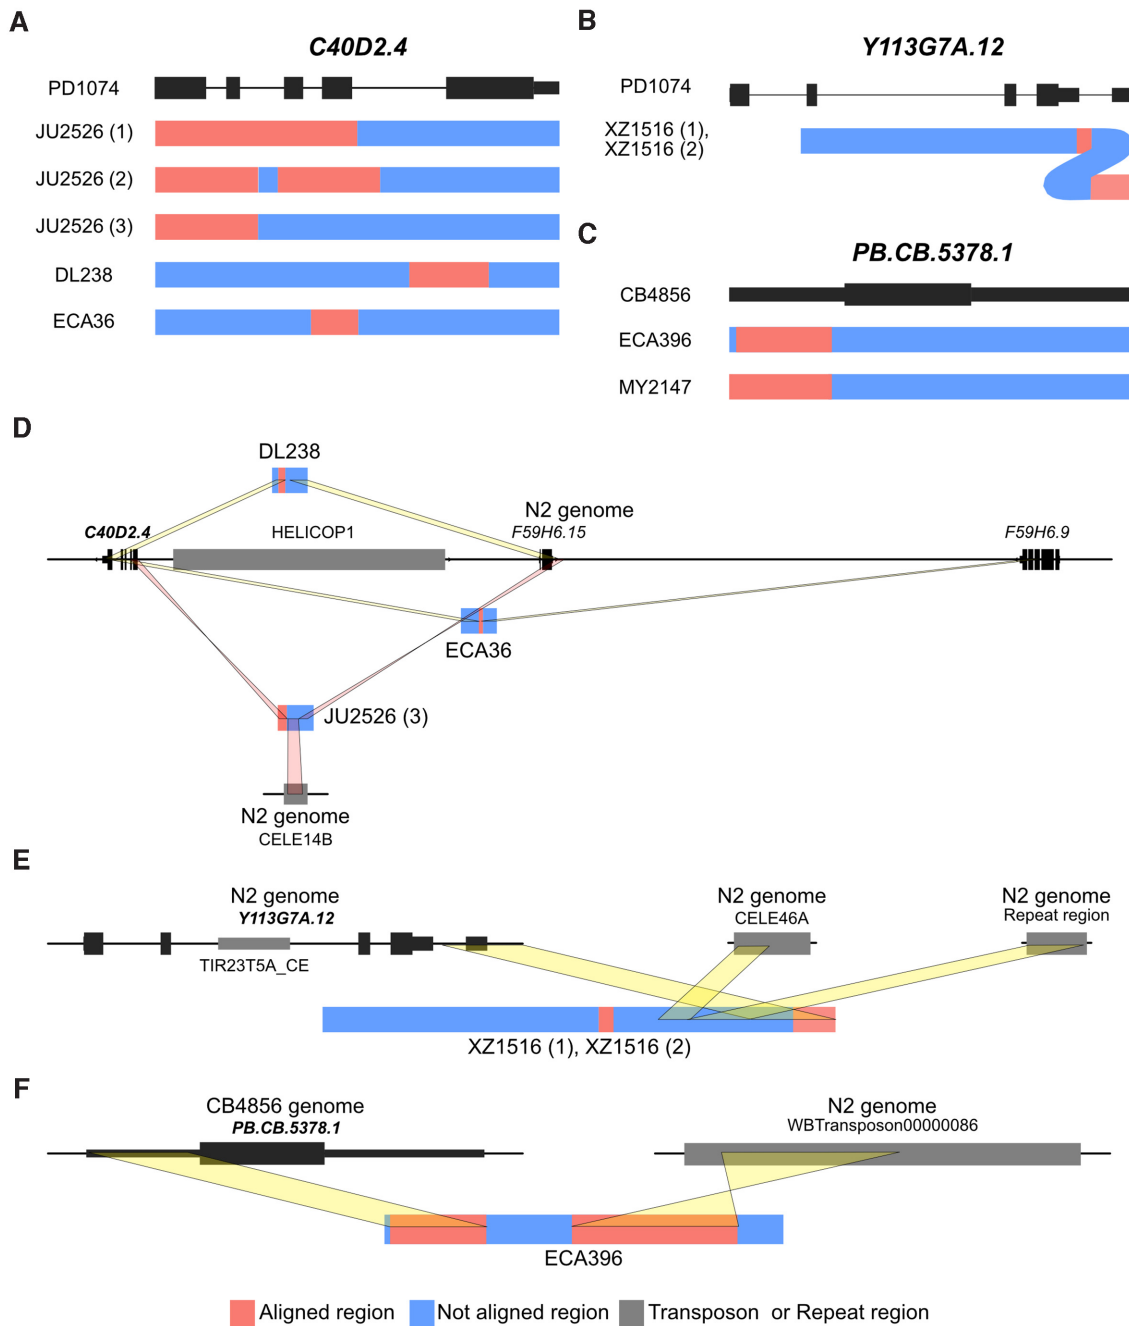 A
C40D2.4
PD1074
JU2526 (1)
JU2526 (2)
JU2526 (3)
DL238
ECA36
B
Y113G7A.12
PD1074
XZ1516 (1),
XZ1516 (2)
C
PB.CB.5378.1
CB4856
ECA396
MY2147
D
DL238
N2 genome
C40D2.4
HELICOP1
F59H6.15
F59H6.9
ECA36
JU2526 (3)
N2 genome
CELE14B
E
N2 genome
Y113G7A.12
TIR23T5A_CE
N2 genome
CELE46A
N2 genome
Repeat region
XZ1516 (1), XZ1516 (2)
F
CB4856 genome
PB.CB.5378.1
N2 genome
WBTransposon00000086
ECA396
Aligned region
Not aligned region
Transposon or Repeat region